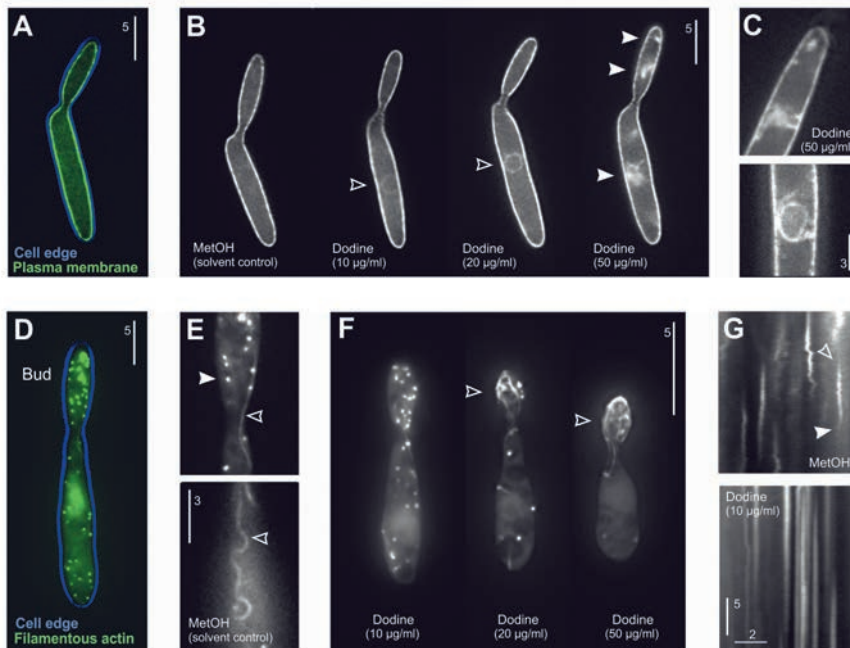 A
5
Cell edge
Plasma membrane
B
5
MetOH
(solvent control)
Dodine
(10 µg/ml)
Dodine
(20 µg/ml)
Dodine
(50 µg/ml)
C
Dodine
(50 µg/ml)
3
D
5
Bud
Cell edge
Filamentous actin
E
3
MetOH
(solvent control)
F
5
Dodine
(10 µg/ml)
Dodine
(20 µg/ml)
Dodine
(50 µg/ml)
G
MetOH
Dodine
(10 µg/ml)
5
2